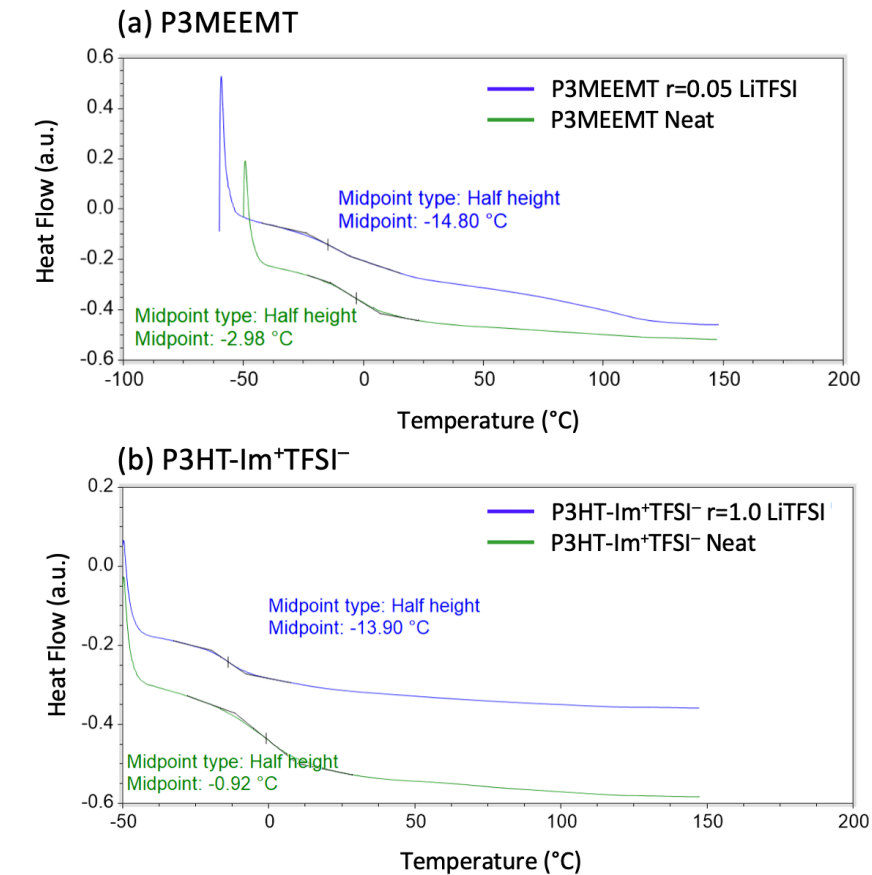 (a) P3MEEMT
0.6
0.4
0.2
0.0
-0.2
-0.4
-0.6
Heat Flow (a.u.)
P3MEEMT r=0.05 LiTFSI
P3MEEMT Neat
Midpoint type: Half height
Midpoint: -14.80 °C
Midpoint type: Half height
Midpoint: -2.98 °C
-100 -50 0 50 100 150 200
Temperature (°C)
(b) P3HT-Im⁺TFSI⁻
0.2
0.0
-0.2
-0.4
-0.6
Heat Flow (a.u.)
P3HT-Im⁺TFSI⁻ r=1.0 LiTFSI
P3HT-Im⁺TFSI⁻ Neat
Midpoint type: Half height
Midpoint: -13.90 °C
Midpoint type: Half height
Midpoint: -0.92 °C
-50 0 50 100 150 200
Temperature (°C)